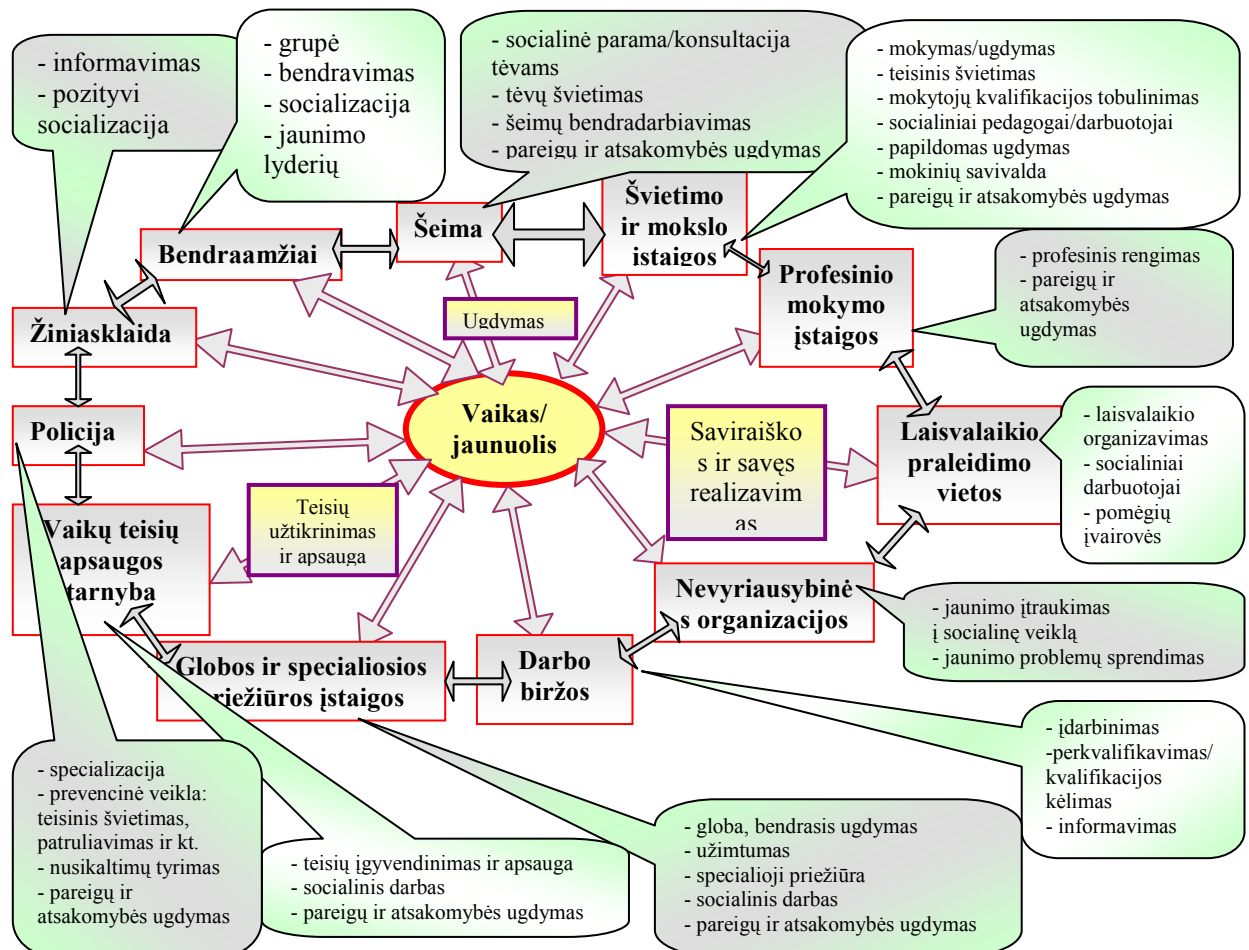 - informavimas
- pozityvi
socializacija
- grupė
- bendravimas
- socializacija
- jaunimo
lyderių
- socialinė parama/konsultacija
tėvams
- tėvų švietimas
- šeimų bendradarbiavimas
- pareigų ir atsakomybės ugdymas
- mokymas/ugdymas
- teisinis švietimas
- mokytojų kvalifikacijos tobulinimas
- socialiniai pedagogai/darbuotojai
- papildomas ugdymas
- mokinių savivalda
- pareigų ir atsakomybės ugdymas
Bendraamžiai
Šeima
Švietimo
ir mokslo
įstaigos
Profesinio
mokymo
įstaigos
- profesinis rengimas
- pareigų ir
atsakomybės
ugdymas
Žiniasklaida
Ugdymas
Policija
Vaikas/
jaunuolis
Saviraiško
s ir savęs
realizavim
as
Laisvalaikio
praleidimo
vietos
- laisvalaikio
organizavimas
- socialiniai
darbuotojai
- pomėgių
įvairovės
Vaikų teisių
apsaugos
tarnyba
Teisių
užtikrinimas
ir apsauga
Nevyriausybinė
s organizacijos
- jaunimo įtraukimas
į socialinę veiklą
- jaunimo problemų sprendimas
Globos ir specialiosios
riežiūros įstaigos
Darbo
biržos
- įdarbinimas
-perkvalifikavimas/
kvalifikacijos
kėlimas
- informavimas
- specializacija
- prevencinė veikla:
teisinis švietimas,
patruliavimas ir kt.
- nusikaltimų tyrimas
- pareigų ir
atsakomybės ugdymas
- teisių įgyvendinimas ir apsauga
- socialinis darbas
- pareigų ir atsakomybės ugdymas
- globa, bendrasis ugdymas
- užimtumas
- specialioji priežiūra
- socialinis darbas
- pareigų ir atsakomybės ugdymas